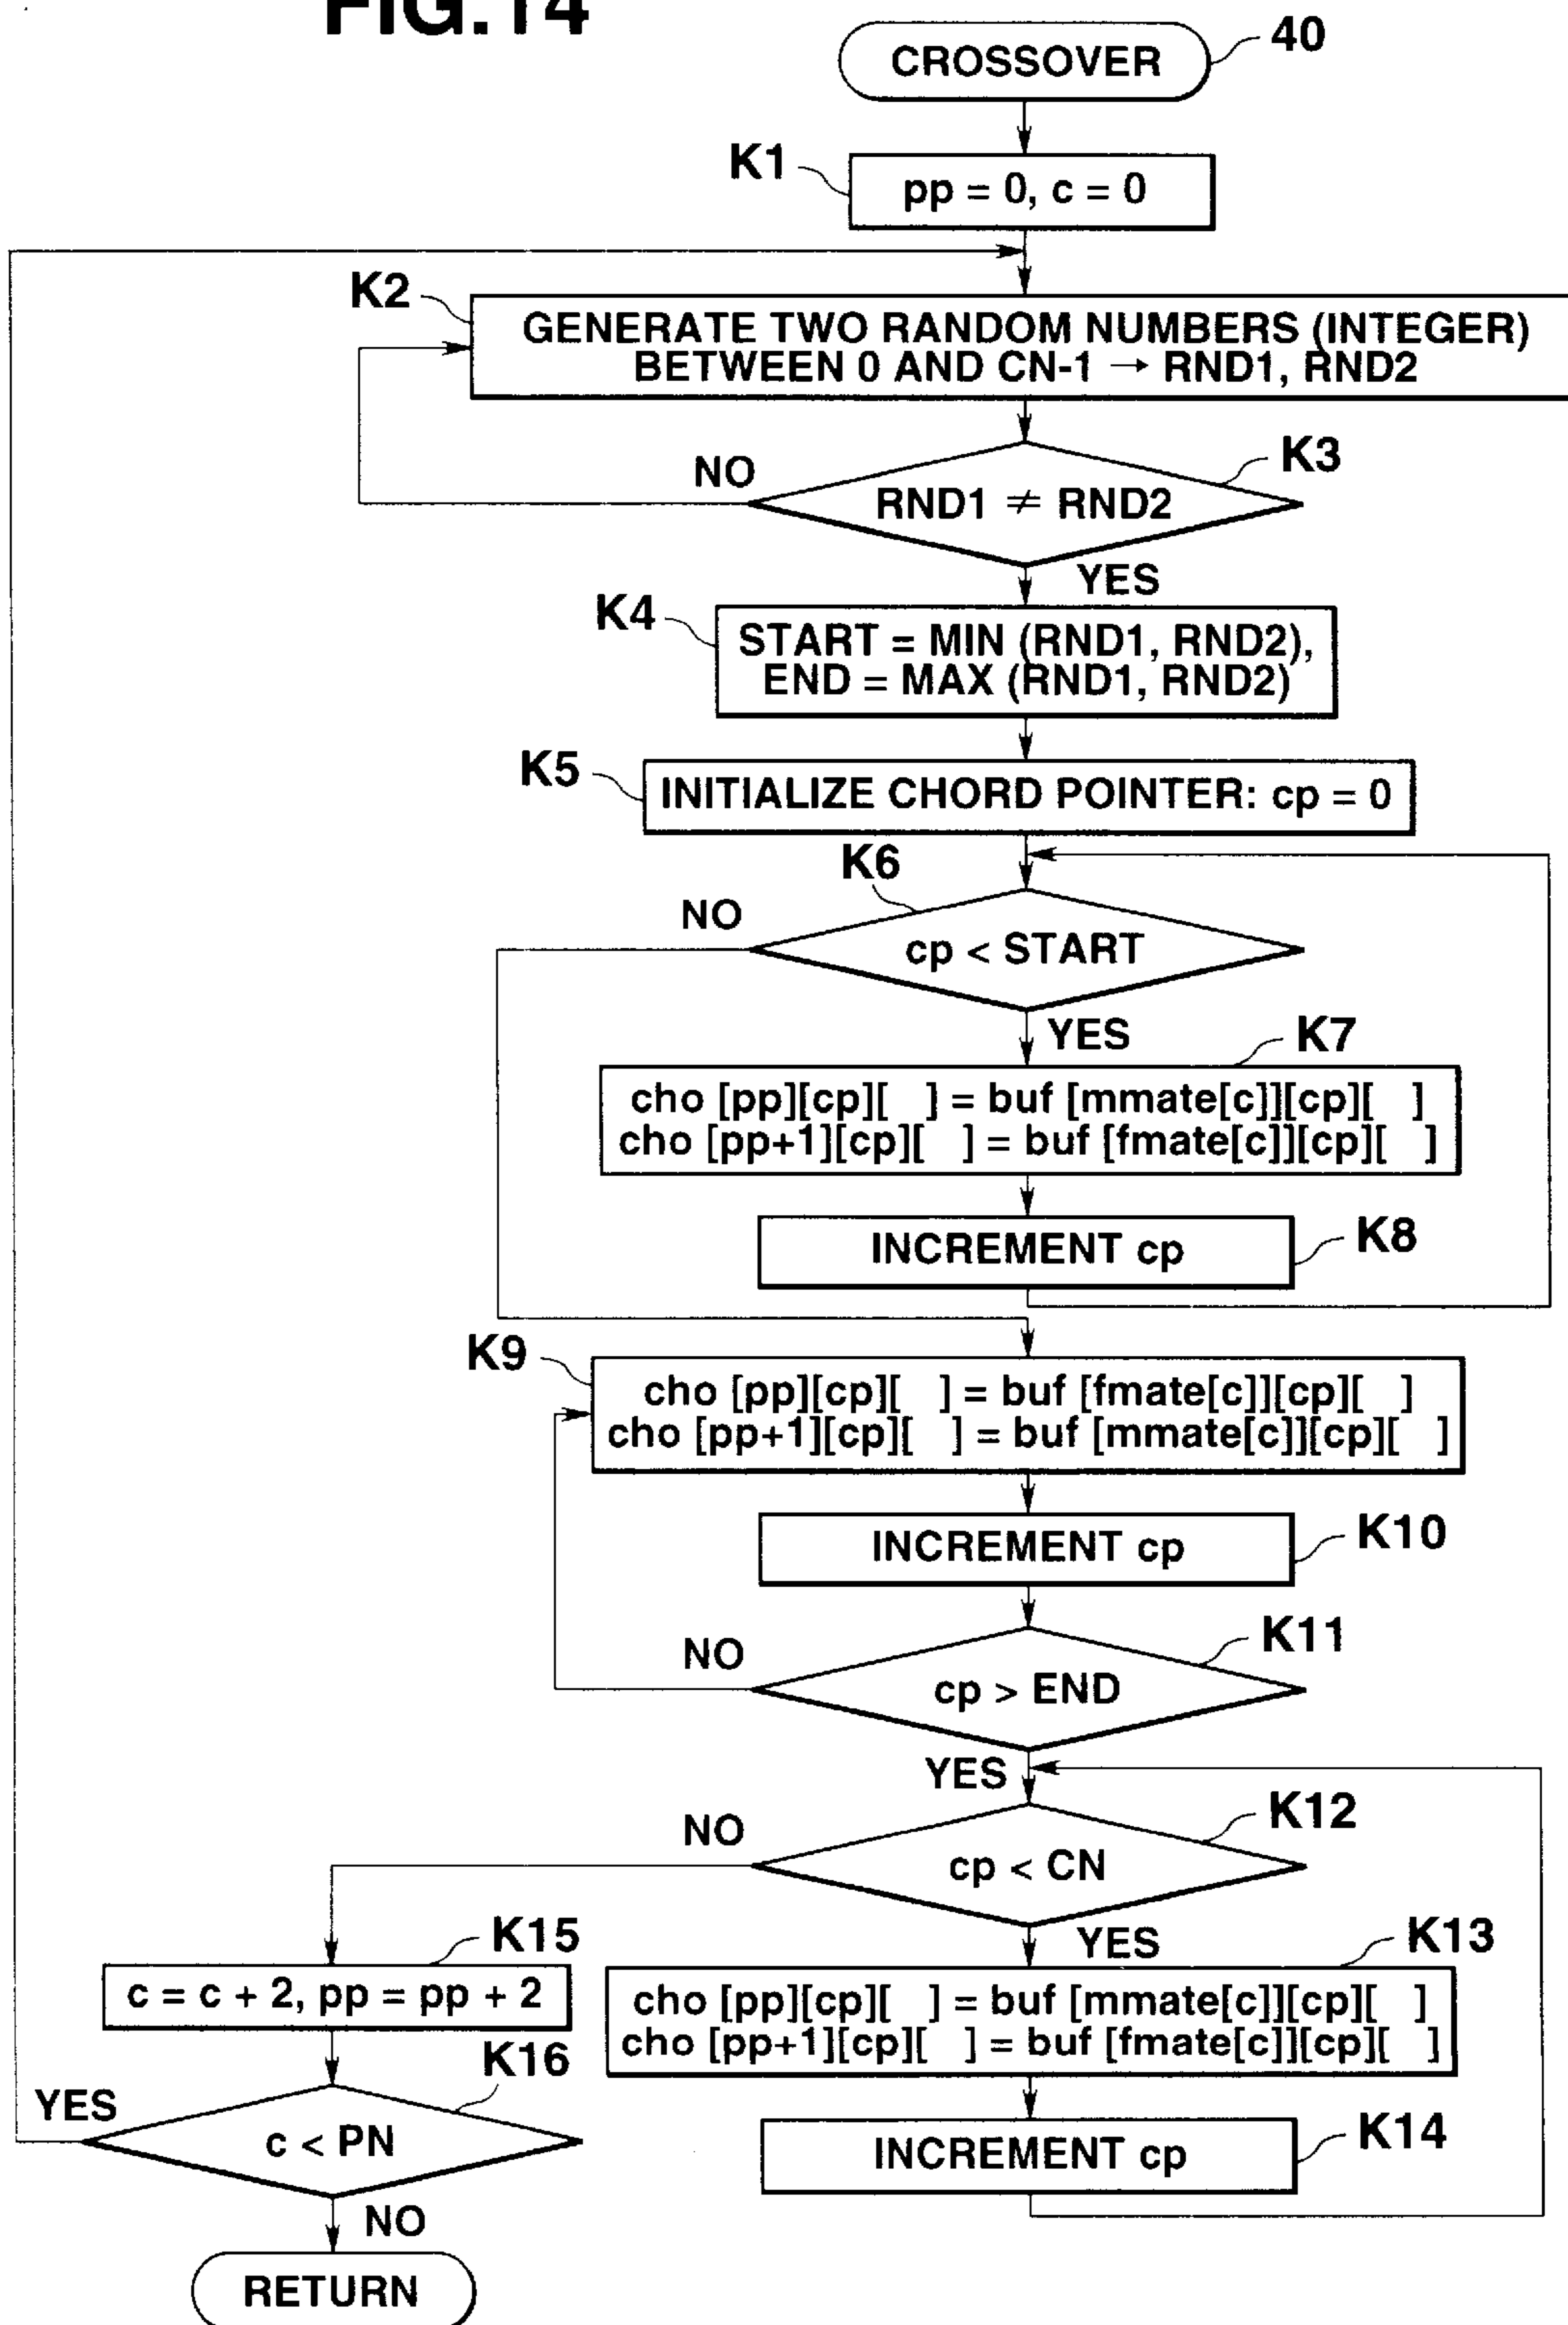 FIG.14
CROSSOVER
40
K1
pp = 0, c = 0
K2
GENERATE TWO RANDOM NUMBERS (INTEGER)
BETWEEN 0 AND CN-1 → RND1, RND2
K3
NO
RND1 ≠ RND2
YES
K4
START = MIN (RND1, RND2),
END = MAX (RND1, RND2)
K5
INITIALIZE CHORD POINTER: cp = 0
K6
NO
cp < START
YES
K7
cho [pp][cp][ ] = buf [mmate[c]][cp][ ]
cho [pp+1][cp][ ] = buf [fmate[c]][cp][ ]
INCREMENT cp
K8
K9
cho [pp][cp][ ] = buf [fmate[c]][cp][ ]
cho [pp+1][cp][ ] = buf [mmate[c]][cp][ ]
INCREMENT cp
K10
K11
NO
cp > END
YES
K12
NO
cp < CN
YES
K13
K15
c = c + 2, pp = pp + 2
cho [pp][cp][ ] = buf [mmate[c]][cp][ ]
cho [pp+1][cp][ ] = buf [fmate[c]][cp][ ]
K16
YES
c < PN
INCREMENT cp
K14
NO
RETURN